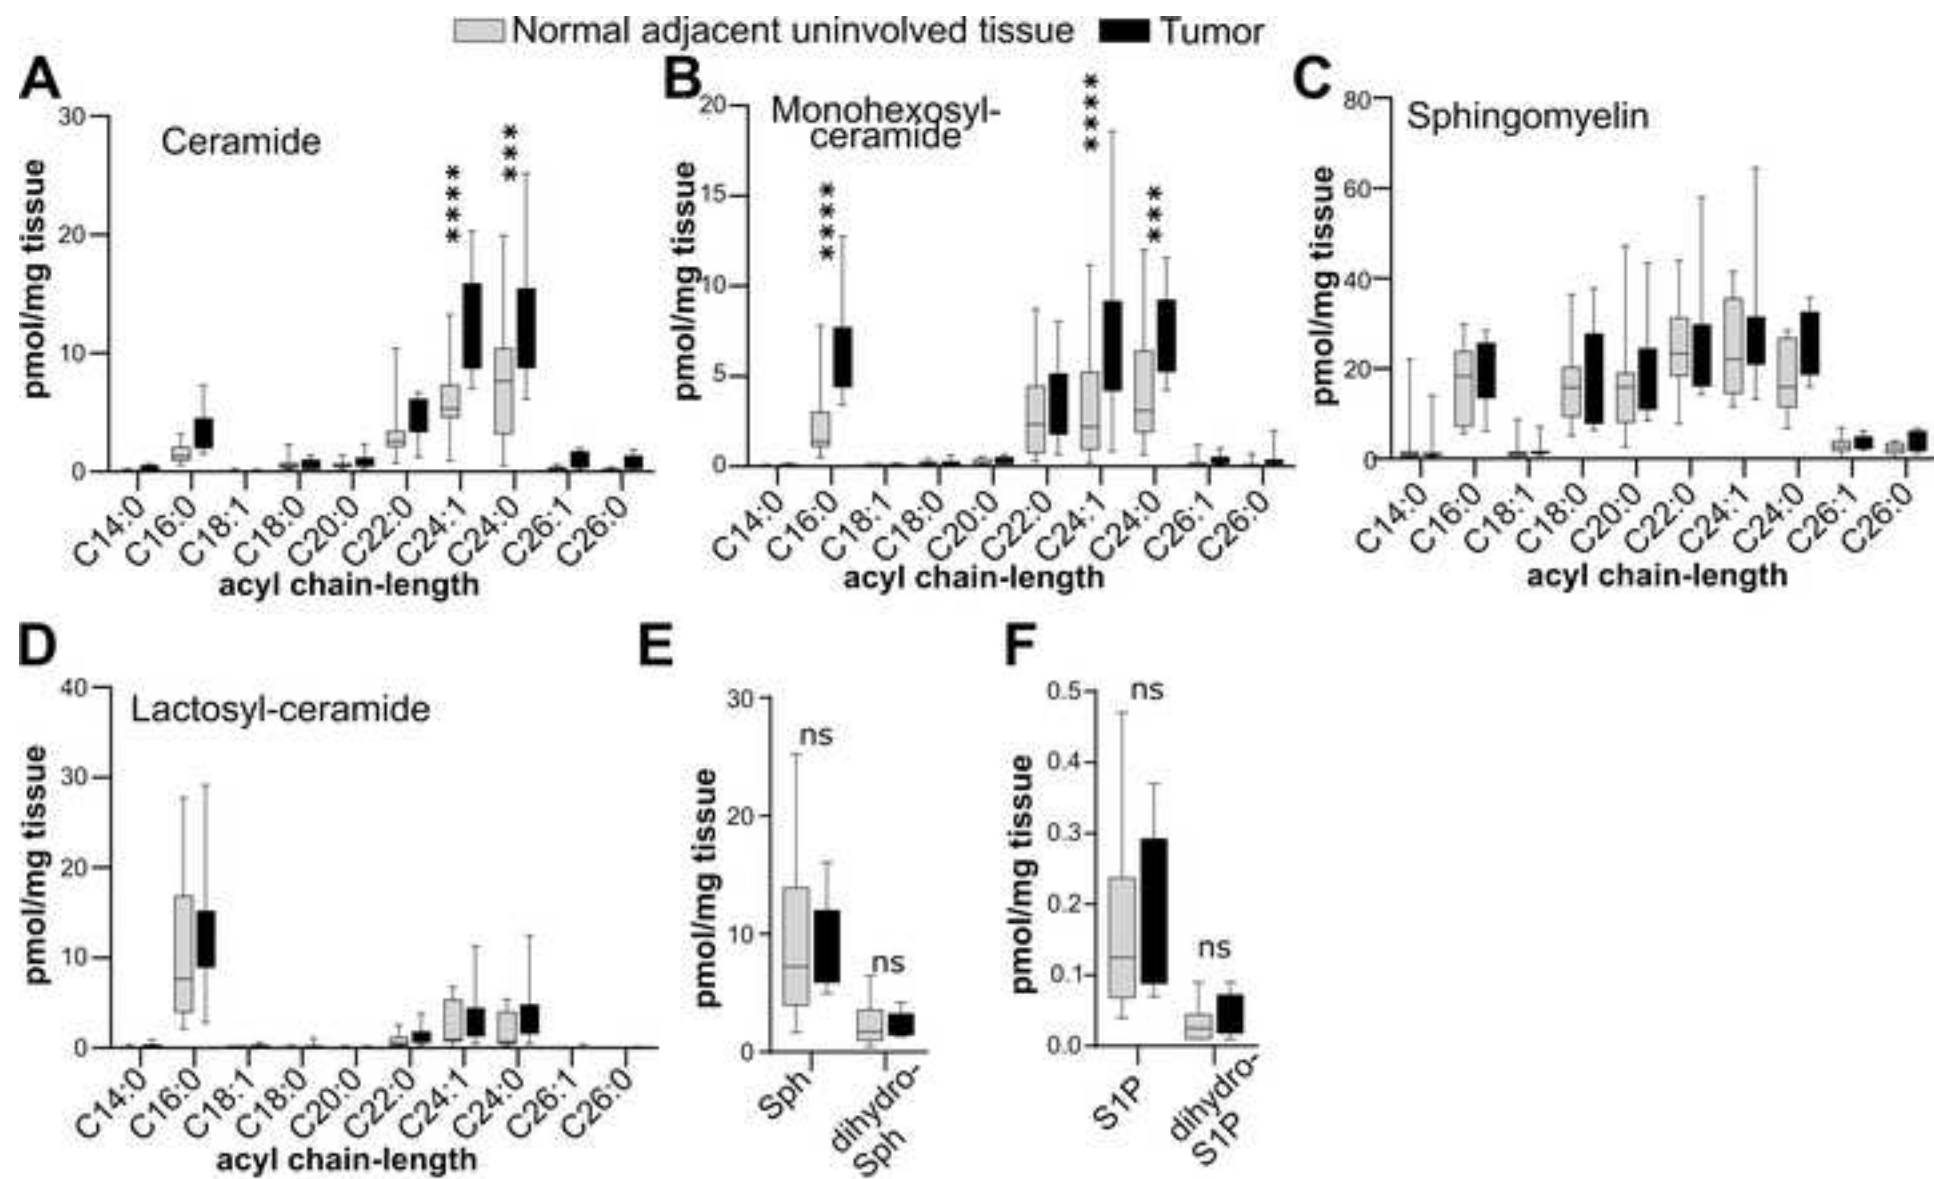 Normal adjacent uninvolved tissue Tumor
A
Ceramide
pmol/mg tissue
30
20
10
0
****
***
C14:0 C16:0 C18:1 C18:0 C20:0 C22:0 C24:1 C24:0 C26:1 C26:0
acyl chain-length
B
Monohexosyl-
ceramide
pmol/mg tissue
20
15
10
5
0
****
****
***
C14:0 C16:0 C18:1 C18:0 C20:0 C22:0 C24:1 C24:0 C26:1 C26:0
acyl chain-length
C
Sphingomyelin
pmol/mg tissue
80
60
40
20
0
C14:0 C16:0 C18:1 C18:0 C20:0 C22:0 C24:1 C24:0 C26:1 C26:0
acyl chain-length
D
Lactosyl-ceramide
pmol/mg tissue
40
30
20
10
0
C14:0 C16:0 C18:1 C18:0 C20:0 C22:0 C24:1 C24:0 C26:1 C26:0
acyl chain-length
E
pmol/mg tissue
30
20
10
0
ns
ns
Sph
dihydro-
Sph
F
pmol/mg tissue
0.5
0.4
0.3
0.2
0.1
0.0
ns
ns
S1P
dihydro-
S1P